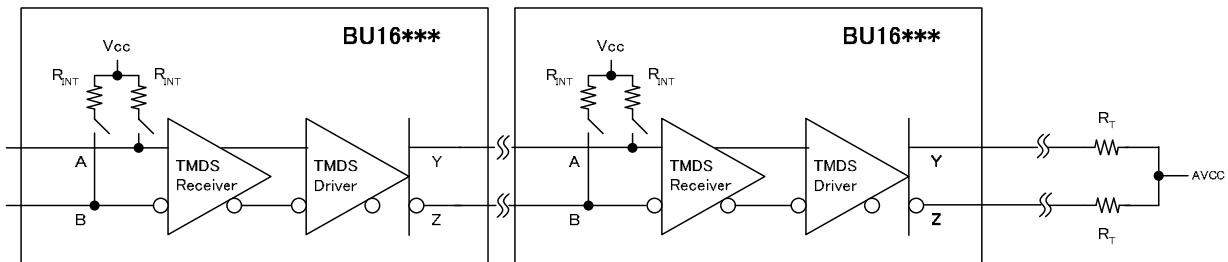 BU16***
BU16***
Vcc
Vcc
RINT
RINT
RINT
RINT
RT
A
TMDS
Receiver
TMDS
Driver
Y
A
TMDS
Receiver
TMDS
Driver
Y
AVCC
B
Z
B
Z
RT